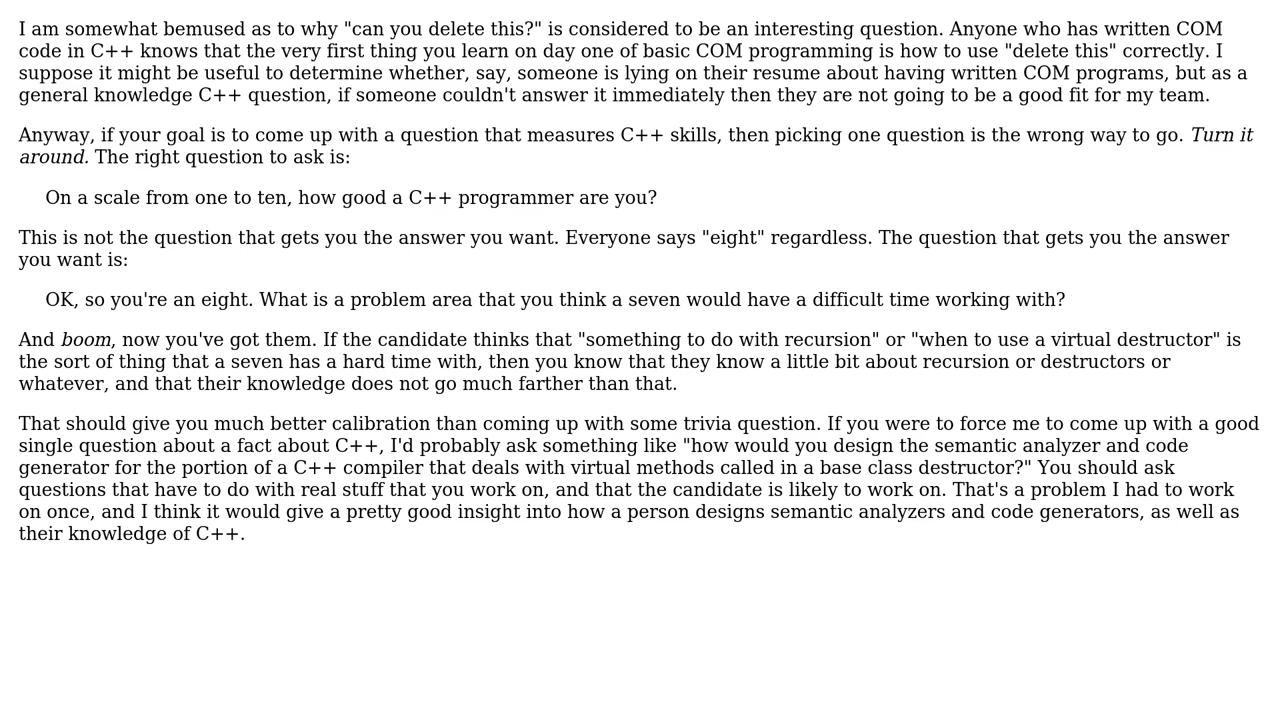 I am somewhat bemused as to why "can you delete this?" is considered to be an interesting question. Anyone who has written COM
code in C++ knows that the very first thing you learn on day one of basic COM programming is how to use "delete this" correctly. I
suppose it might be useful to determine whether, say, someone is lying on their resume about having written COM programs, but as a
general knowledge C++ question, if someone couldn't answer it immediately then they are not going to be a good fit for my team.
Anyway, if your goal is to come up with a question that measures C++ skills, then picking one question is the wrong way to go. Turn it
around. The right question to ask is:
On a scale from one to ten, how good a C++ programmer are you?
This is not the question that gets you the answer you want. Everyone says "eight" regardless. The question that gets you the answer
you want is:
OK, so you're an eight. What is a problem area that you think a seven would have a difficult time working with?
And boom, now you've got them. If the candidate thinks that "something to do with recursion" or "when to use a virtual destructor" is
the sort of thing that a seven has a hard time with, then you know that they know a little bit about recursion or destructors or
whatever, and that their knowledge does not go much farther than that.
That should give you much better calibration than coming up with some trivia question. If you were to force me to come up with a good
single question about a fact about C++, I'd probably ask something like "how would you design the semantic analyzer and code
generator for the portion of a C++ compiler that deals with virtual methods called in a base class destructor?" You should ask
questions that have to do with real stuff that you work on, and that the candidate is likely to work on. That's a problem I had to work
on once, and I think it would give a pretty good insight into how a person designs semantic analyzers and code generators, as well as
their knowledge of C++.